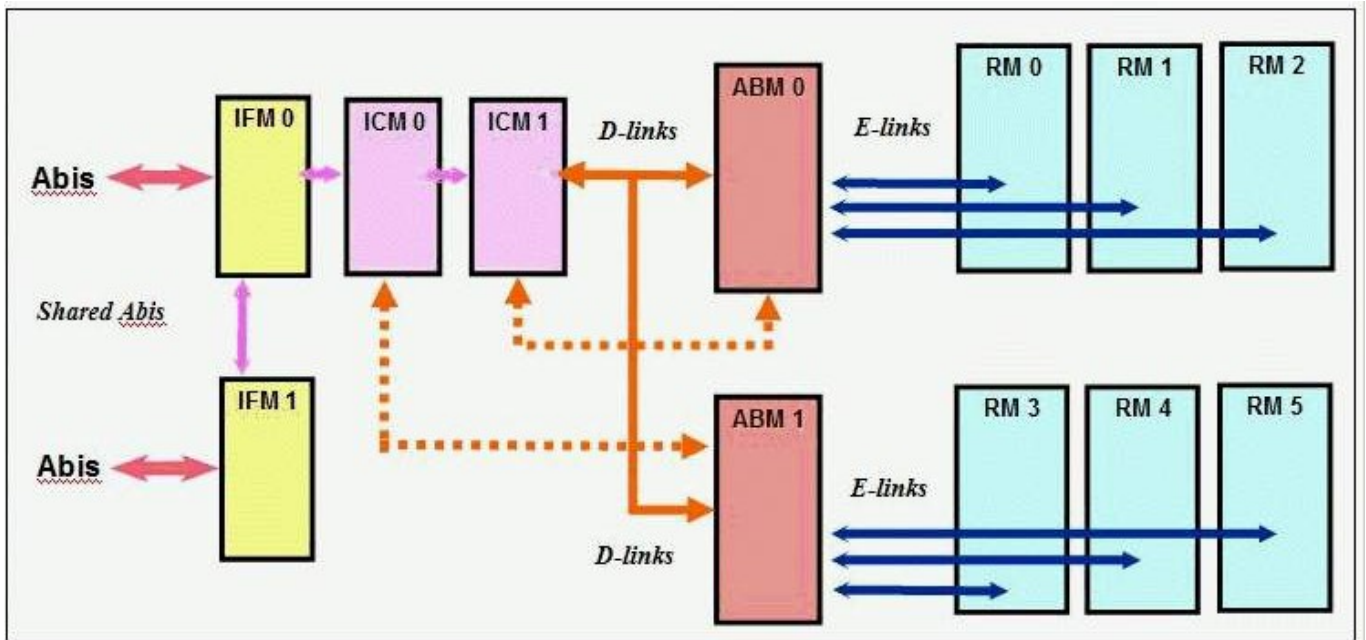 IFM 0
ICM 0
ICM 1
D-links
ABM 0
E-links
RM 0
RM 1
RM 2
Abis
Shared Abis
IFM 1
Abis
D-links
ABM 1
E-links
RM 3
RM 4
RM 5